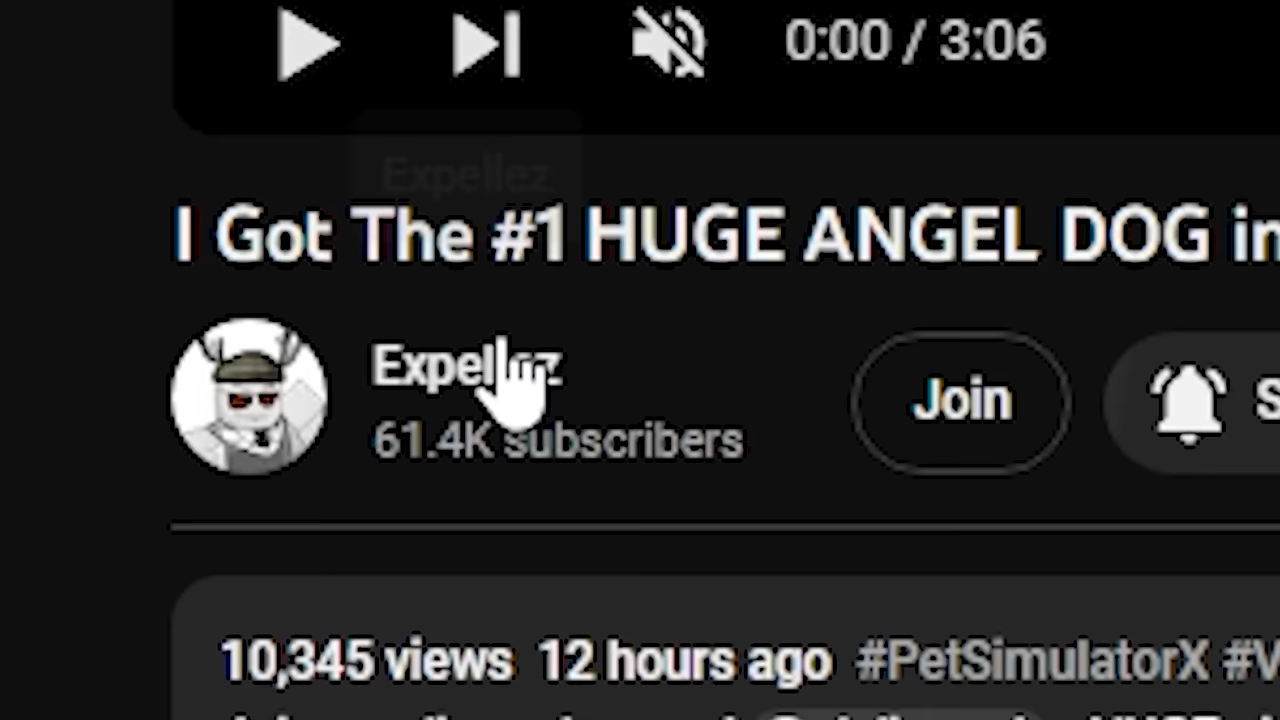 0:00 / 3:06
Expellez
I Got The #1 HUGE ANGEL DOG in
Expellez
61.4K subscribers
Join
S
10,345 views 12 hours ago #PetSimulatorX #V